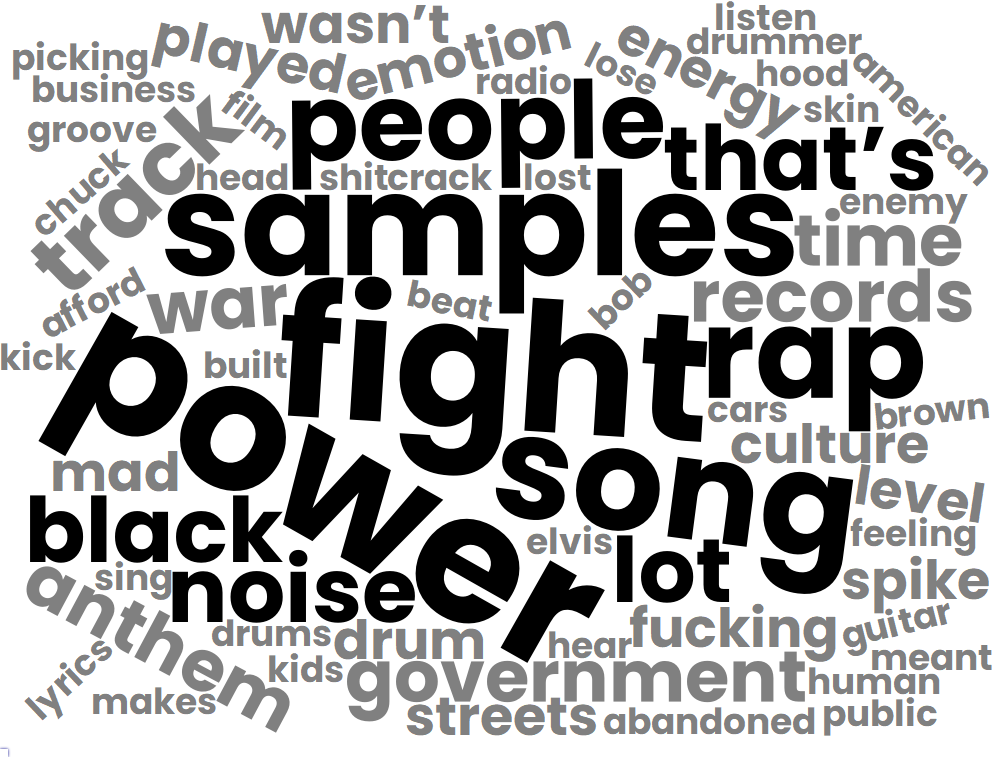 wasn’t
listen
played
emotion
energy
drummer
picking
radio
lose
hood
american
business
film
people
skin
groove
track
that’s
chuck
head
shit
crack
lost
enemy
samples
time
afford
war
beat
bob
records
kick
built
fight
rap
power
cars
brown
culture
mad
song
level
black
elvis
lot
feeling
sing
noise
spike
anthem
drums
drum
hear
fucking
guitar
lyrics
kids
government
meant
human
makes
streets
abandoned
public